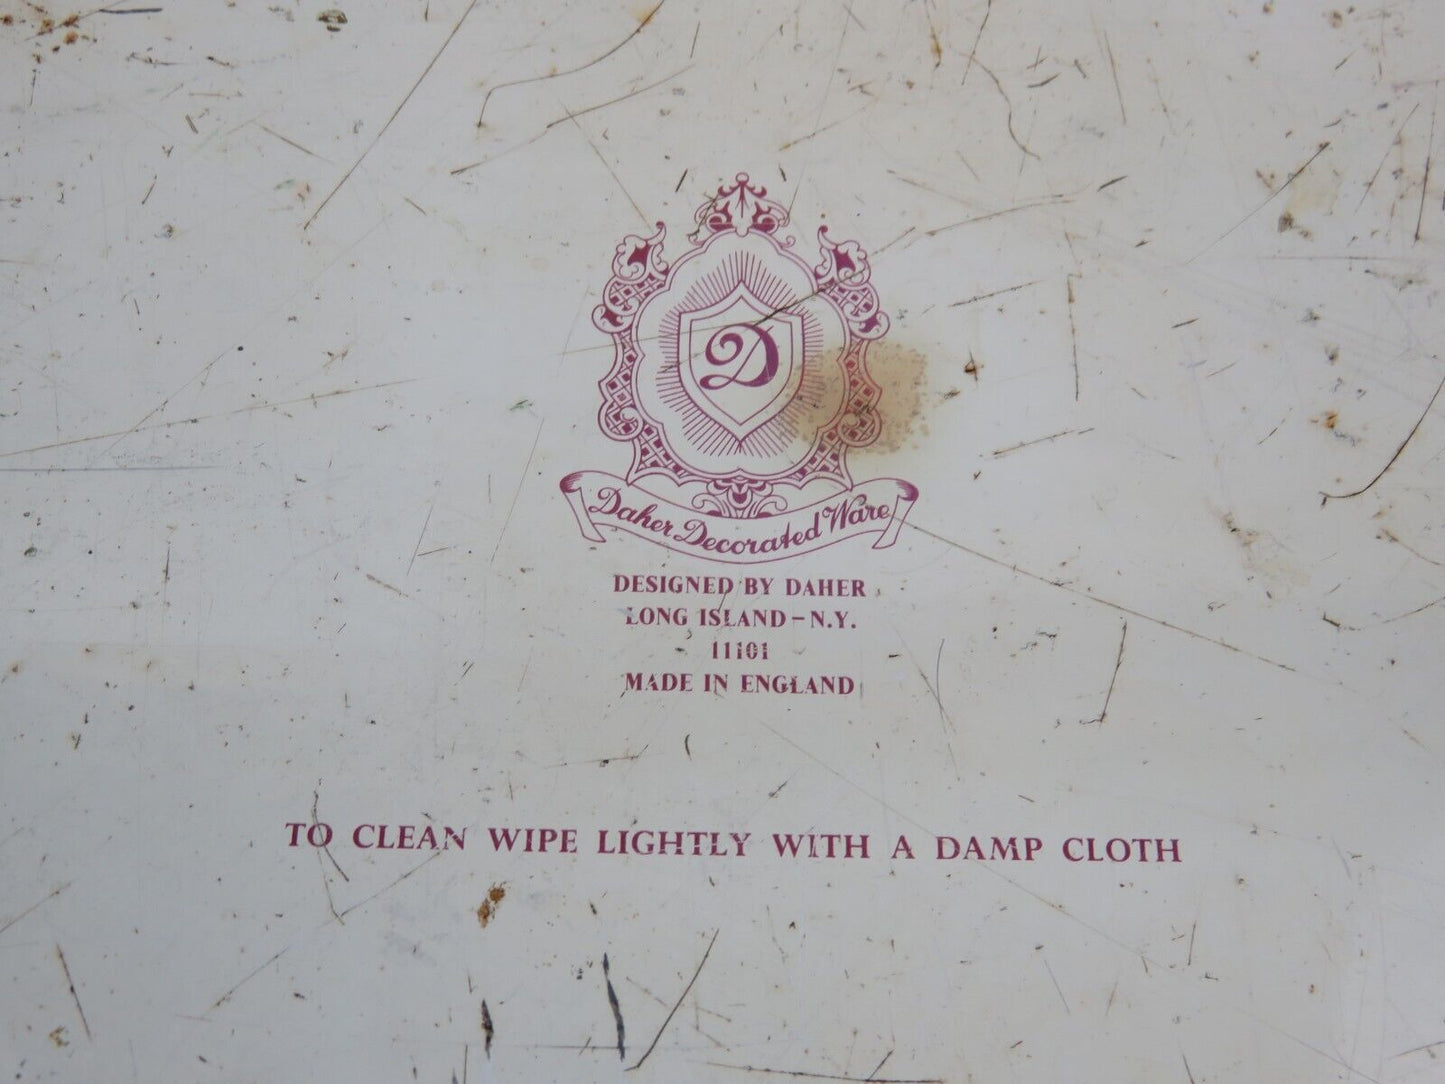 D
Daher Decorated Ware
DESIGNED BY DAHER
LONG ISLAND – N.Y.
11101
MADE IN ENGLAND
TO CLEAN WIPE LIGHTLY WITH A DAMP CLOTH